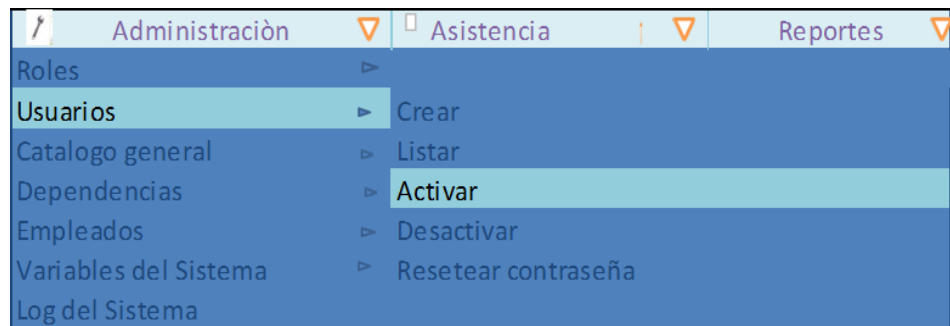 Administraciòn Asistencia Reportes
Roles
Usuarios Crear
Catalogo general Listar
Dependencias Activar
Empleados Desactivar
Variables del Sistema Resetear contraseña
Log del Sistema